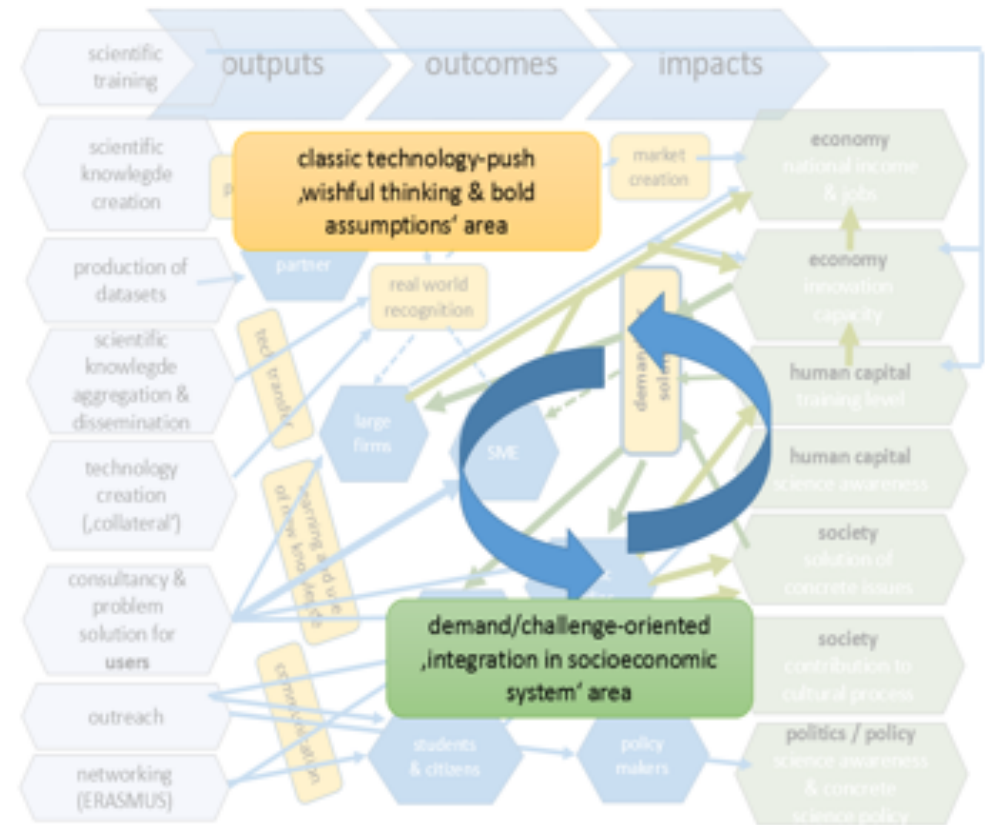 outputs
outcomes
impacts
scientific
training
scientific
knowlegde
creation
production of
datasets
scientific
knowlegde
aggregation &
dissemination
technology
creation
(‚collateral‘)
consultancy &
problem
solution for
users
outreach
networking
(ERASMUS)
classic technology-push
‚wishful thinking & bold
assumptions‘ area
market
creation
partner
real world
recognition
tech transfer
large
firms
SME
learning and use
of new knowledge
demand/challenge-oriented
‚integration in socioeconomic
system‘ area
communication
students
& citizens
policy
makers
economy
national income
& jobs
economy
innovation
capacity
human capital
training level
human capital
science awareness
society
solution of
concrete issues
society
contribution to
cultural process
politics / policy
science awareness
& concrete
science policy